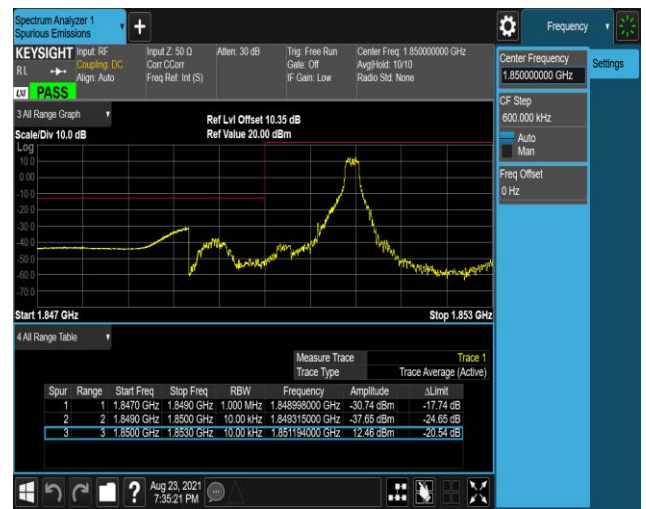 Spectrum Analyzer 1
Spurious Emissions
Frequency
KEYSIGHT Input: RF
RL
Coupling: DC
Align: Auto
Input Z: 50 Ω
Corr CCorr
Freq Ref: Int (S)
Atten: 30 dB
Trig: Free Run
Gate: Off
IF Gain: Low
Center Freq: 1.850000000 GHz
Avg|Hold: 10/10
Radio Std: None
LXI PASS
Center Frequency
1.850000000 GHz
Settings
CF Step
600.000 kHz
Auto
Man
Freq Offset
0 Hz
3 All Range Graph
Scale/Div 10.0 dB
Ref Lvl Offset 10.35 dB
Ref Value 20.00 dBm
Log
10.0
0.00
-10.0
-20.0
-30.0
-40.0
-50.0
-60.0
-70.0
Start 1.847 GHz
Stop 1.853 GHz
4 All Range Table
Measure Trace Trace 1
Trace Type Trace Average (Active)
Spur Range Start Freq Stop Freq RBW Frequency Amplitude ΔLimit
1 1 1.8470 GHz 1.8490 GHz 1.000 MHz 1.848998000 GHz -30.74 dBm -17.74 dB
2 2 1.8490 GHz 1.8500 GHz 10.00 kHz 1.849315000 GHz -37.65 dBm -24.65 dB
3 3 1.8500 GHz 1.8530 GHz 10.00 kHz 1.851194000 GHz 12.46 dBm -20.54 dB
? Aug 23, 2021
7:35:21 PM